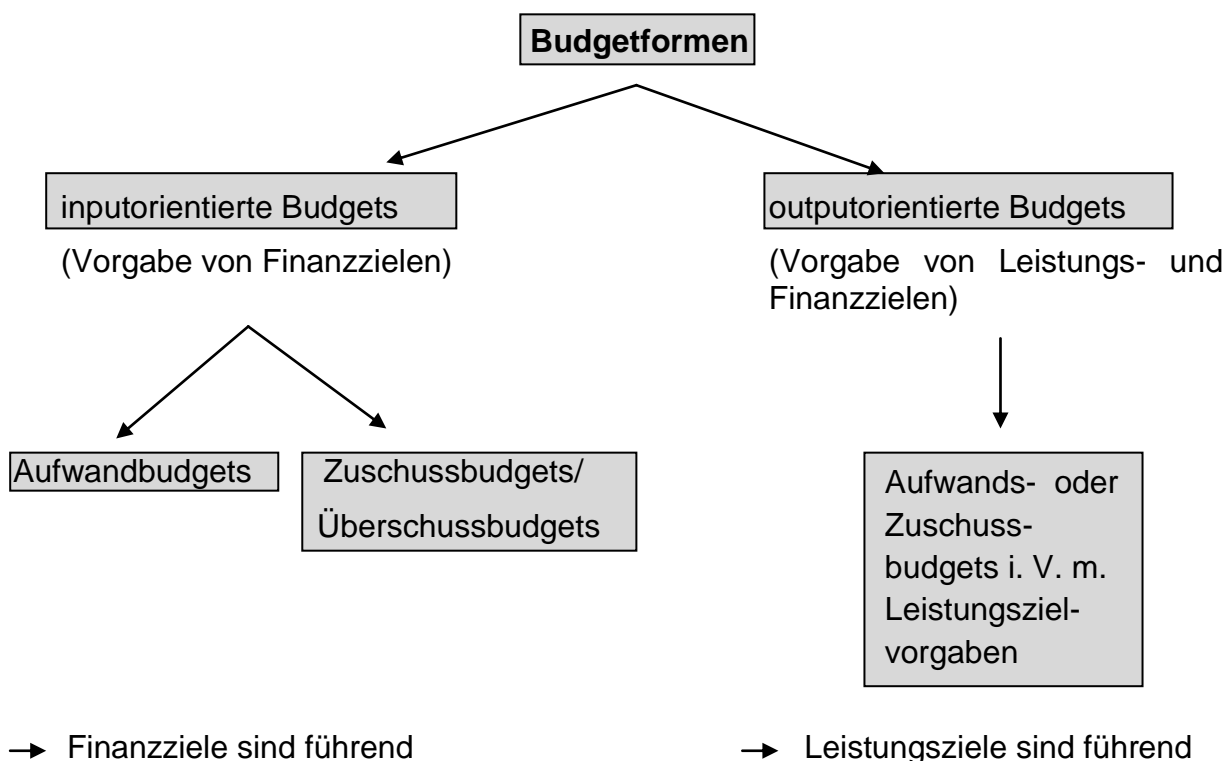 Budgetformen
inputorientierte Budgets
(Vorgabe von Finanzzielen)
outputorientierte Budgets
(Vorgabe von Leistungs- und
Finanzzielen)
Aufwandbudgets
Zuschussbudgets/
Überschussbudgets
Aufwands- oder
Zuschuss-
budgets i. V. m.
Leistungsziel-
vorgaben
Finanzziele sind führend
Leistungsziele sind führend